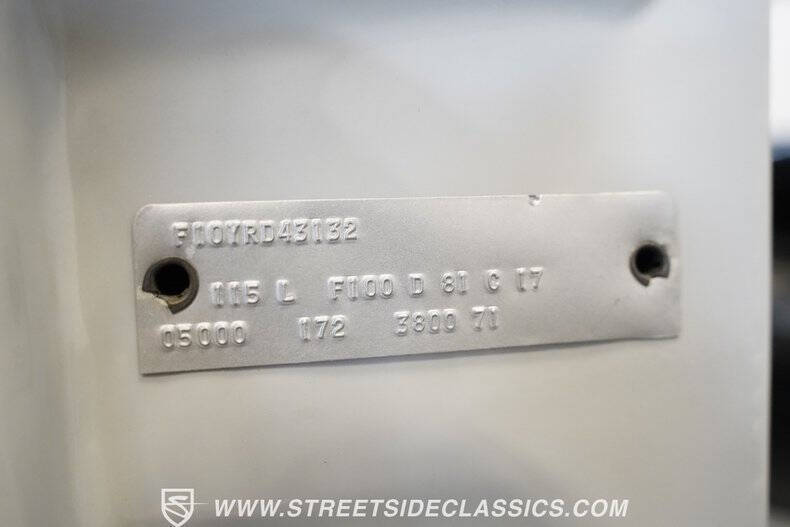 F10YRD43132
115 L F100 D 81 C 17
05000 172 3800 71
WWW.STREETSIDECLASSICS.COM